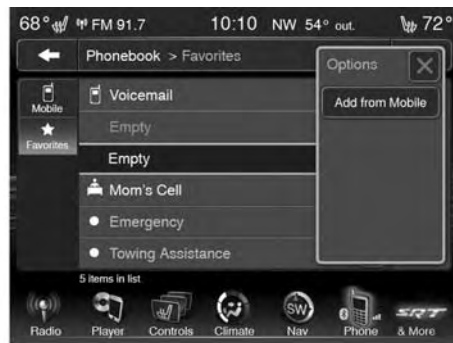 68° FM 91.7 10:10 NW 54° out. 72°
Phonebook > Favorites
Options
Mobile
Voicemail
Add from Mobile
Empty
Favorites
Empty
Mom's Cell
Emergency
Towing Assistance
5 items in list
SW
SRT
Radio Player Controls Climate Nav Phone & More